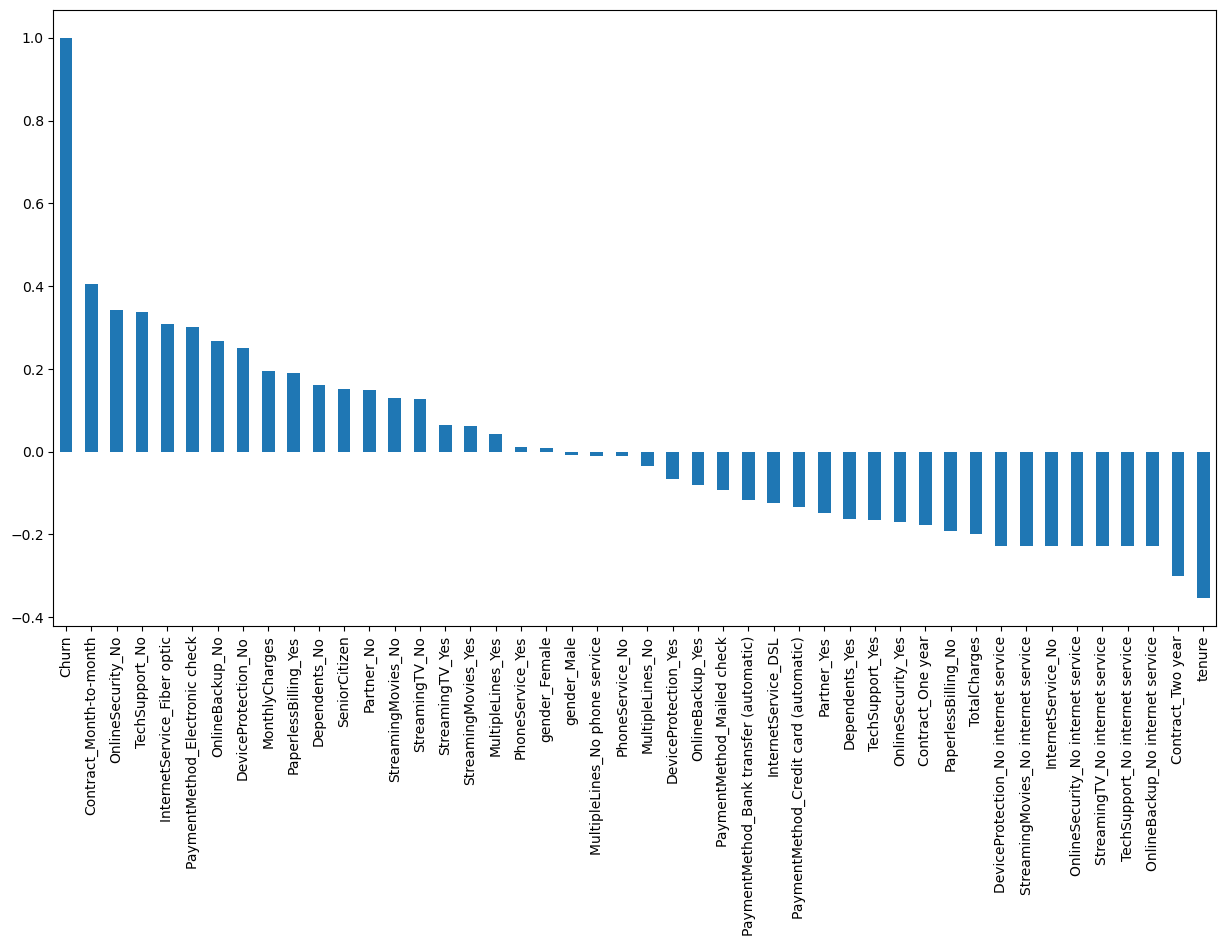 1.0
0.8
0.6
0.4
0.2
0.0
−0.2
−0.4
Churn
Contract_Month-to-month
OnlineSecurity_No
TechSupport_No
InternetService_Fiber optic
PaymentMethod_Electronic check
OnlineBackup_No
DeviceProtection_No
MonthlyCharges
PaperlessBilling_Yes
Dependents_No
SeniorCitizen
Partner_No
StreamingMovies_No
StreamingTV_No
StreamingTV_Yes
StreamingMovies_Yes
MultipleLines_Yes
PhoneService_Yes
gender_Female
gender_Male
MultipleLines_No phone service
PhoneService_No
MultipleLines_No
DeviceProtection_Yes
OnlineBackup_Yes
PaymentMethod_Mailed check
PaymentMethod_Bank transfer (automatic)
InternetService_DSL
PaymentMethod_Credit card (automatic)
Partner_Yes
Dependents_Yes
TechSupport_Yes
OnlineSecurity_Yes
Contract_One year
PaperlessBilling_No
TotalCharges
DeviceProtection_No internet service
StreamingMovies_No internet service
InternetService_No
OnlineSecurity_No internet service
StreamingTV_No internet service
TechSupport_No internet service
OnlineBackup_No internet service
Contract_Two year
tenure